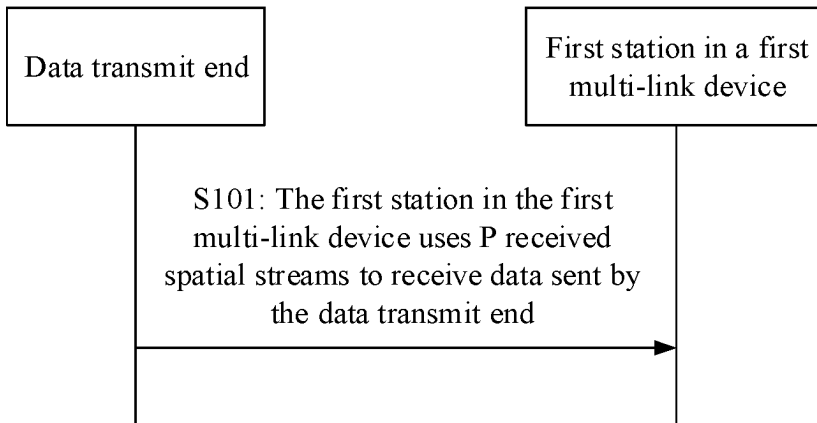 Data transmit end
First station in a first
multi-link device
S101: The first station in the first
multi-link device uses P received
spatial streams to receive data sent by
the data transmit end